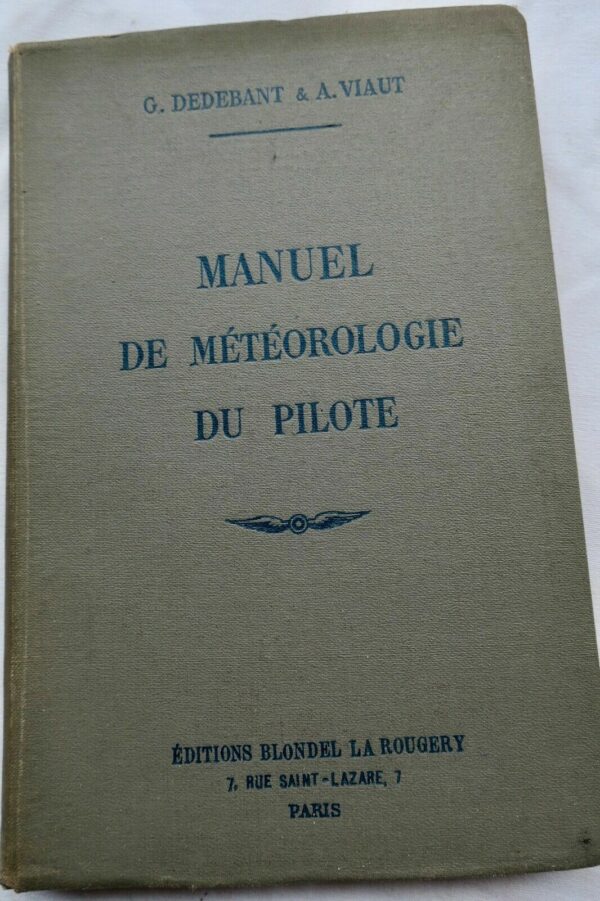 G. DEDEBANT & A. VIAUT
MANUEL
DE MÉTÉOROLOGIE
DU PILOTE
ÉDITIONS BLONDEL LA ROUGERY
7, RUE SAINT-LAZARE, 7
PARIS